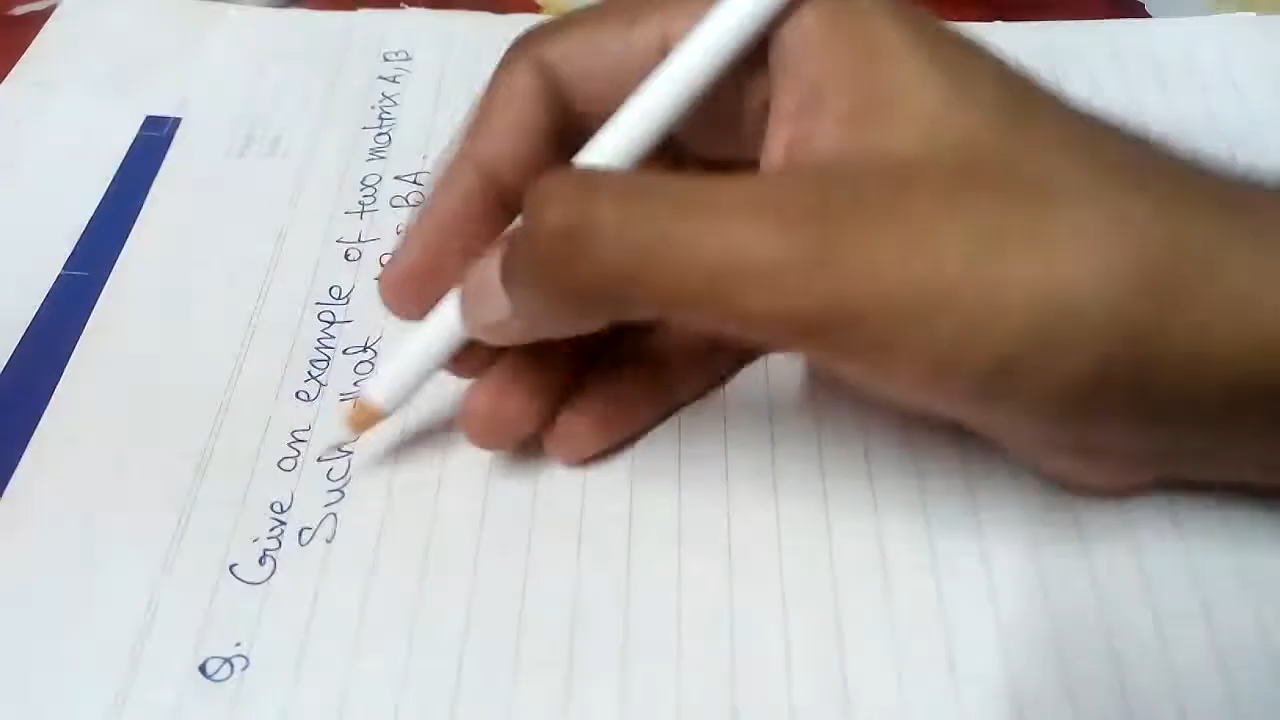 Q. Give an example of two matrix A, B
Such that = BA.